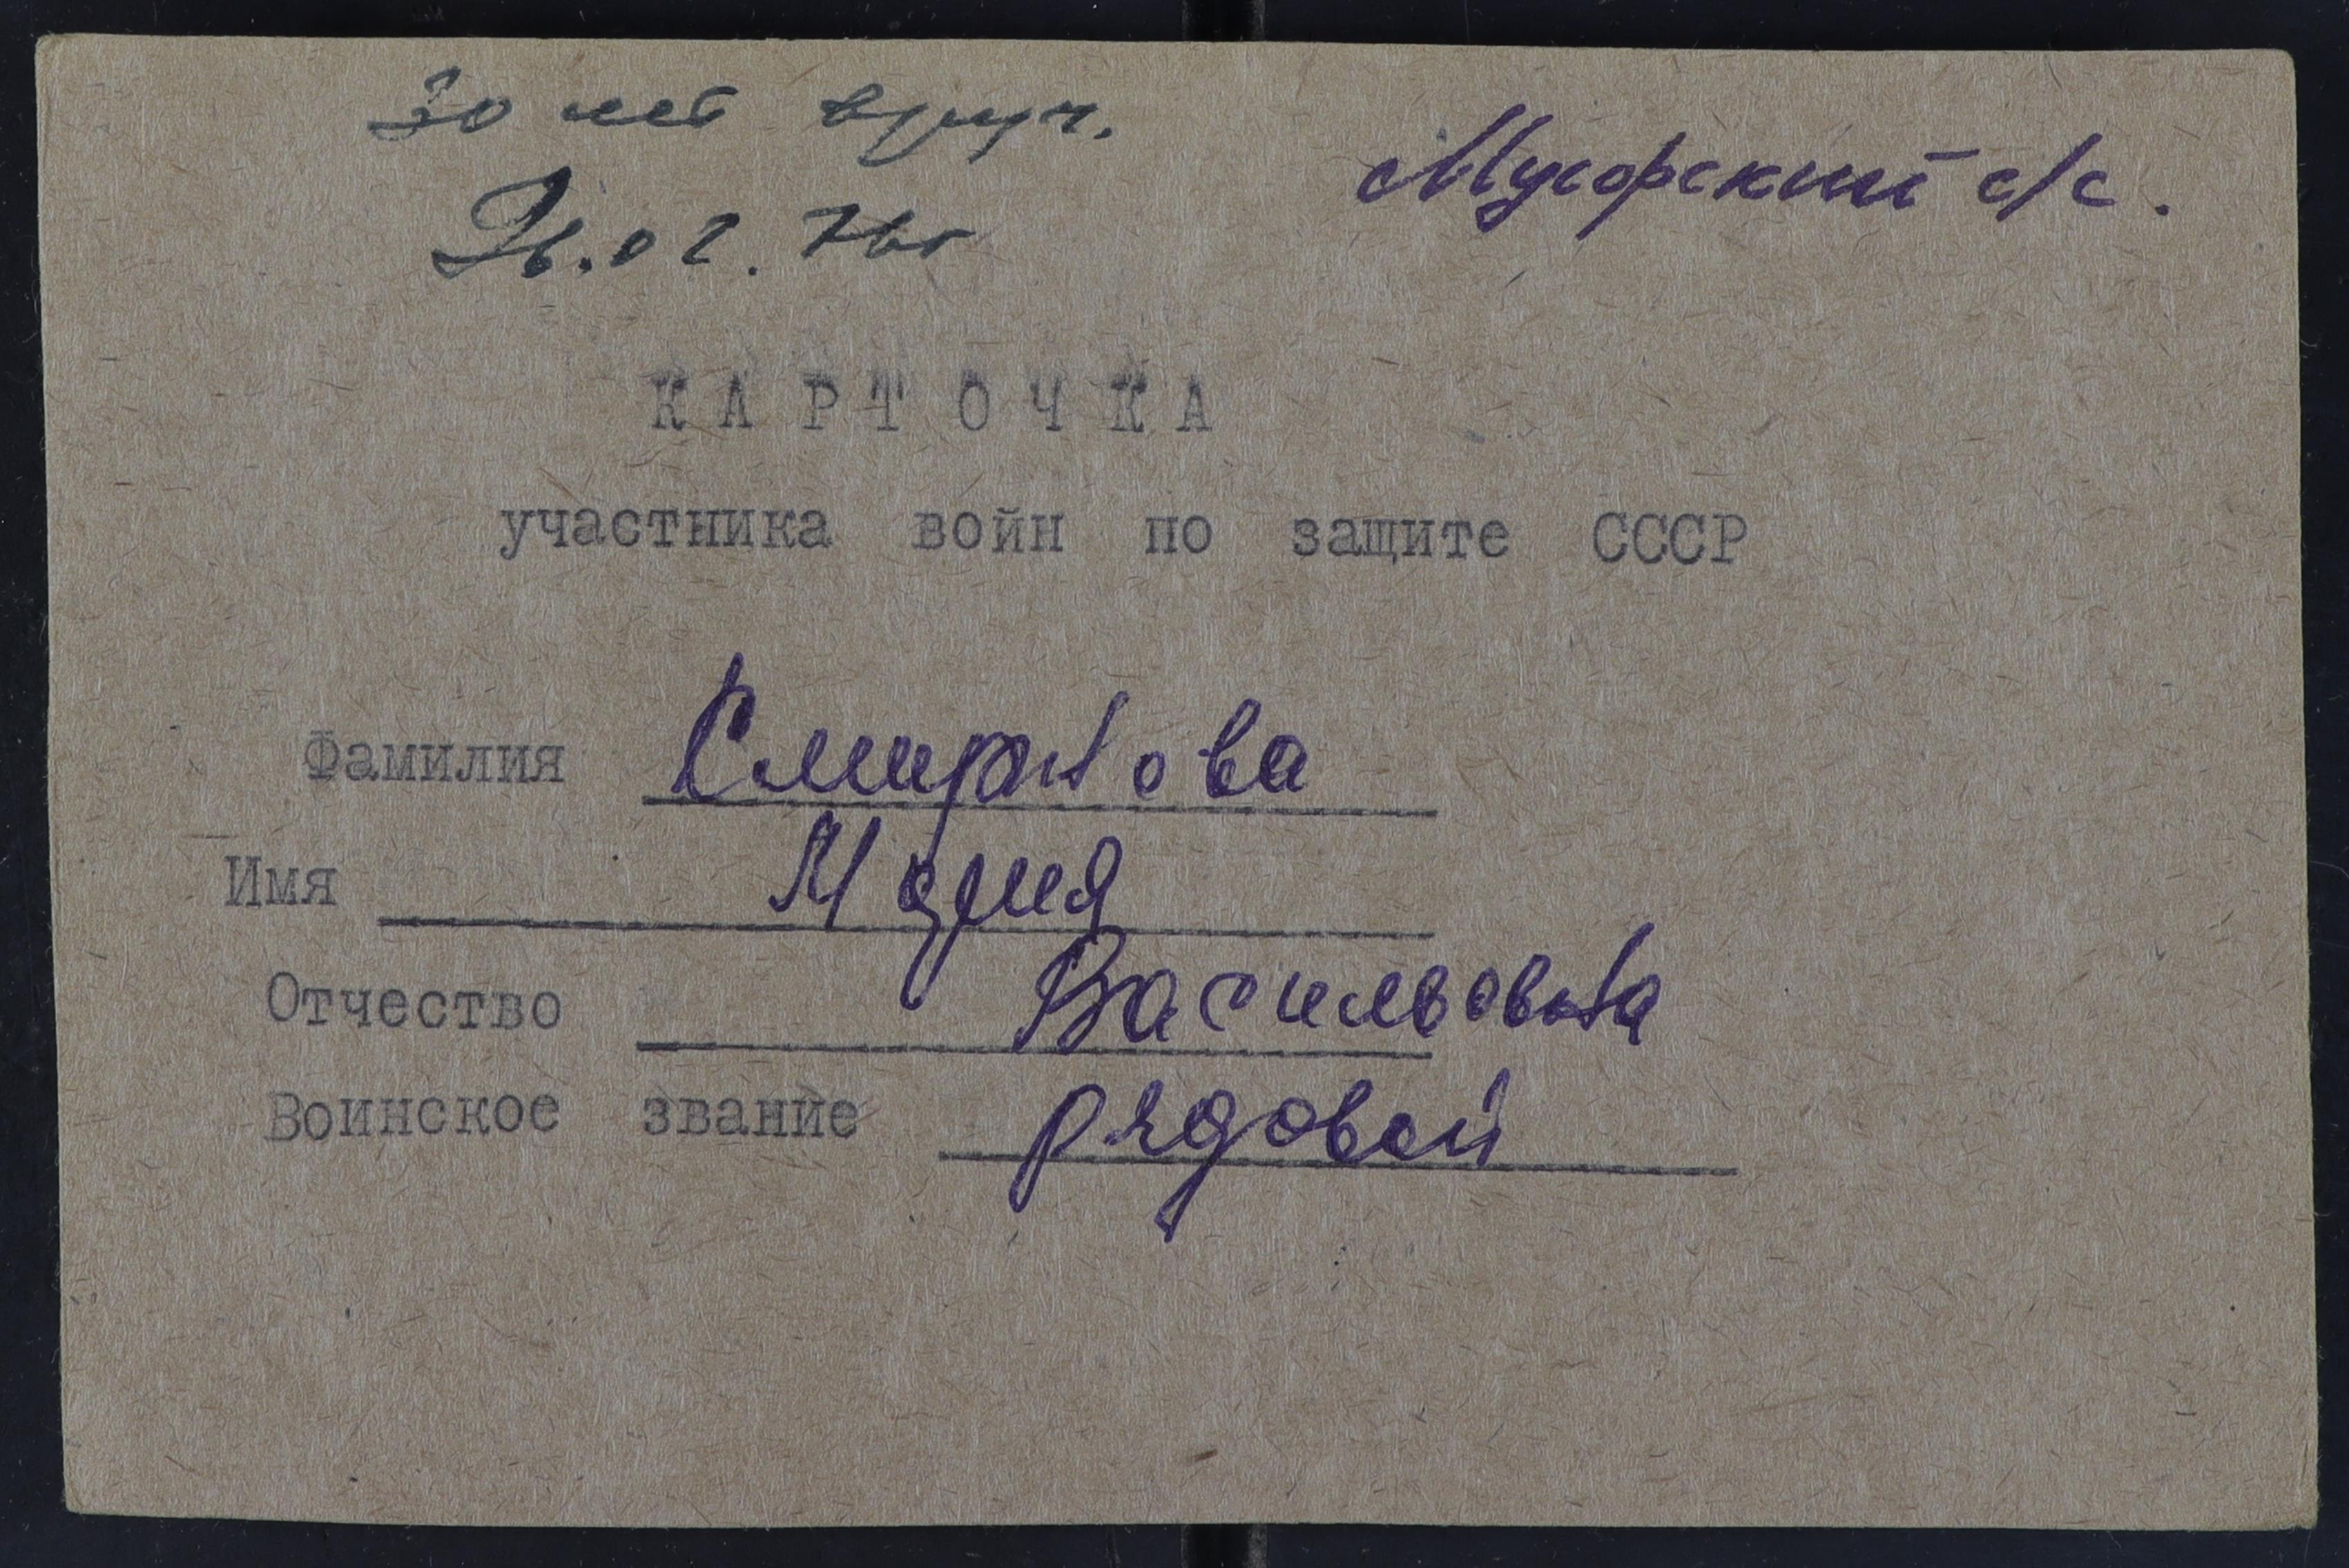 30 лет вруч.
26.02.76г
Мусорский с/с.
КАРТОЧКА
участника войн по защите СССР
Фамилия Смирнова
Имя Мария
Отчество Васильевна
Воинское звание рядовой